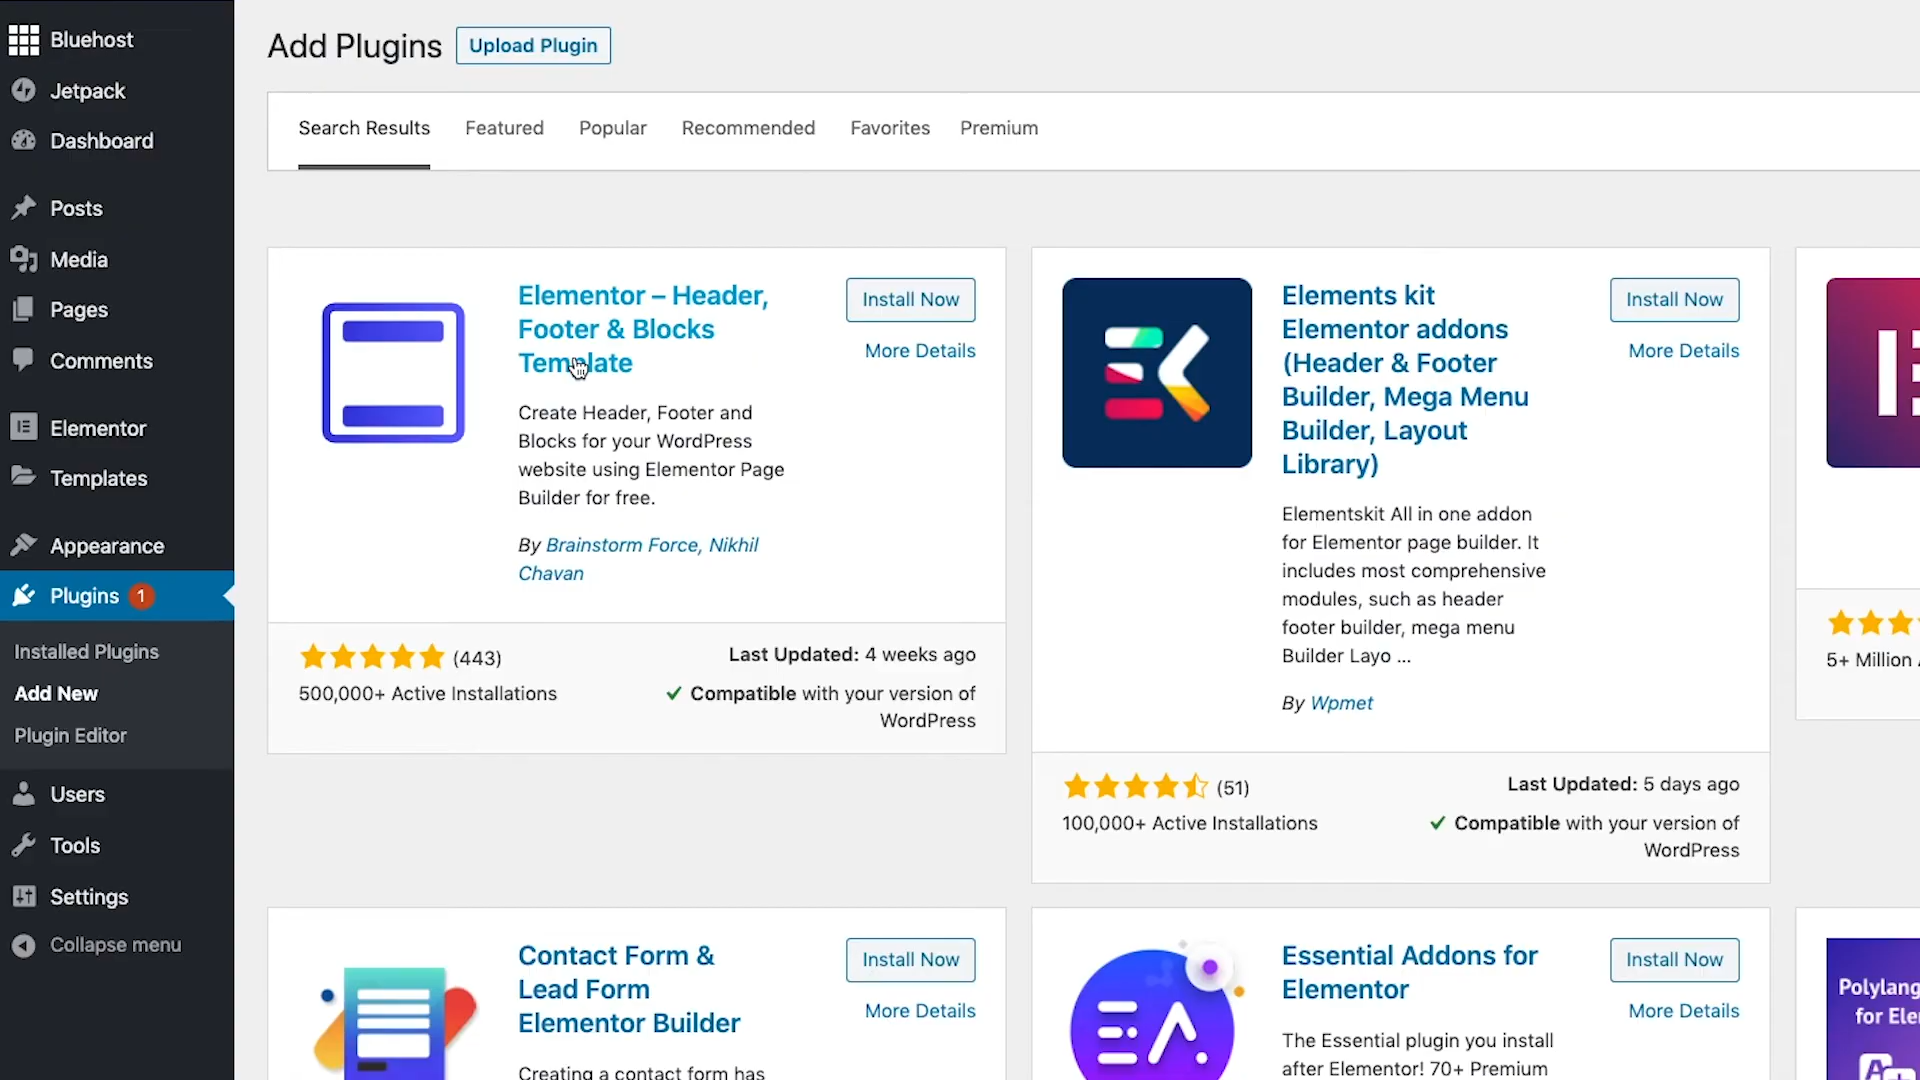 Bluehost
Jetpack
Dashboard
Posts
Media
Pages
Comments
Elementor
Templates
Appearance
Plugins 1
Installed Plugins
Add New
Plugin Editor
Users
Tools
Settings
Collapse menu
Add Plugins Upload Plugin
Search Results Featured Popular Recommended Favorites Premium
Elementor – Header,
Footer & Blocks
Template
Install Now
More Details
Create Header, Footer and
Blocks for your WordPress
website using Elementor Page
Builder for free.
By Brainstorm Force, Nikhil
Chavan
(443)
500,000+ Active Installations
Last Updated: 4 weeks ago
Compatible with your version of
WordPress
Elements kit
Elementor addons
(Header & Footer
Builder, Mega Menu
Builder, Layout
Library)
Install Now
More Details
Elementskit All in one addon
for Elementor page builder. It
includes most comprehensive
modules, such as header
footer builder, mega menu
Builder Layo ...
By Wpmet
(51)
100,000+ Active Installations
Last Updated: 5 days ago
Compatible with your version of
WordPress
5+ Million
Contact Form &
Lead Form
Elementor Builder
Install Now
More Details
Creating a contact form has
Essential Addons for
Elementor
Install Now
More Details
The Essential plugin you install
after Elementor! 70+ Premium
Polylang
for Ele